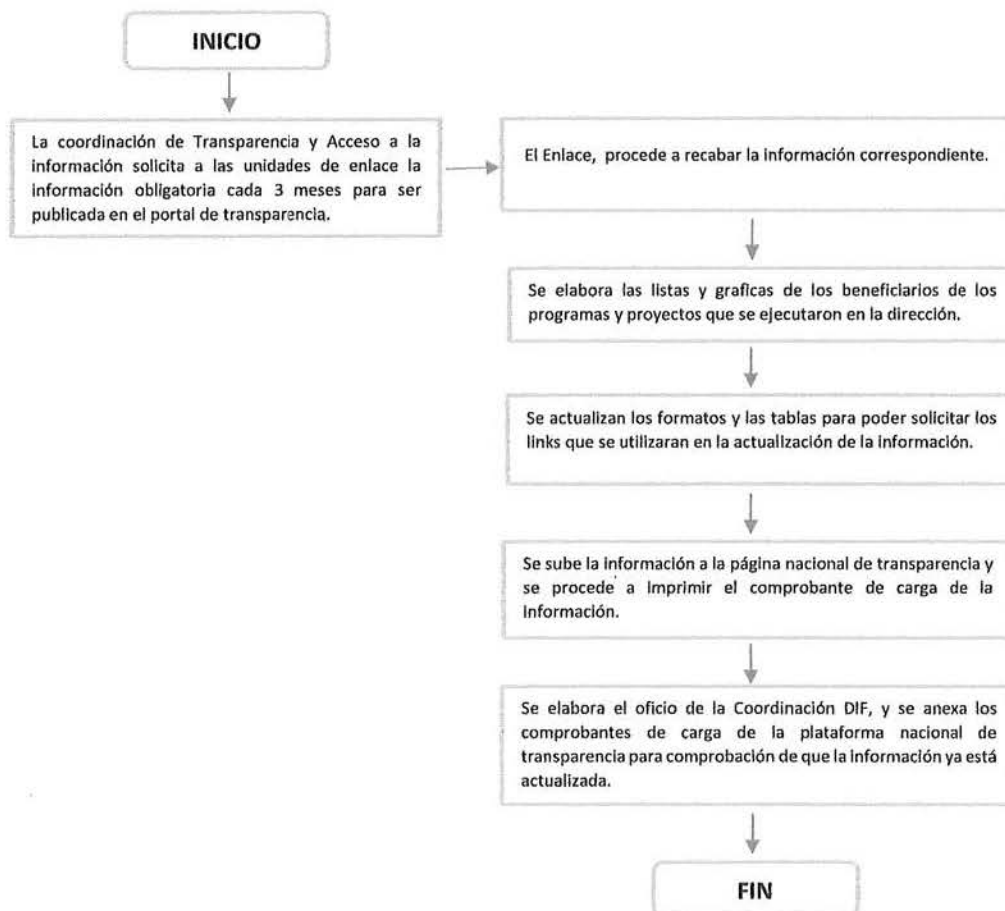 INICIO
La coordinación de Transparencia y Acceso a la
información solicita a las unidades de enlace la
información obligatoria cada 3 meses para ser
publicada en el portal de transparencia.
El Enlace, procede a recabar la información correspondiente.
Se elabora las listas y graficas de los beneficiarios de los
programas y proyectos que se ejecutaron en la dirección.
Se actualizan los formatos y las tablas para poder solicitar los
links que se utilizaran en la actualización de la información.
Se sube la información a la página nacional de transparencia y
se procede a imprimir el comprobante de carga de la
información.
Se elabora el oficio de la Coordinación DIF, y se anexa los
comprobantes de carga de la plataforma nacional de
transparencia para comprobación de que la información ya está
actualizada.
FIN